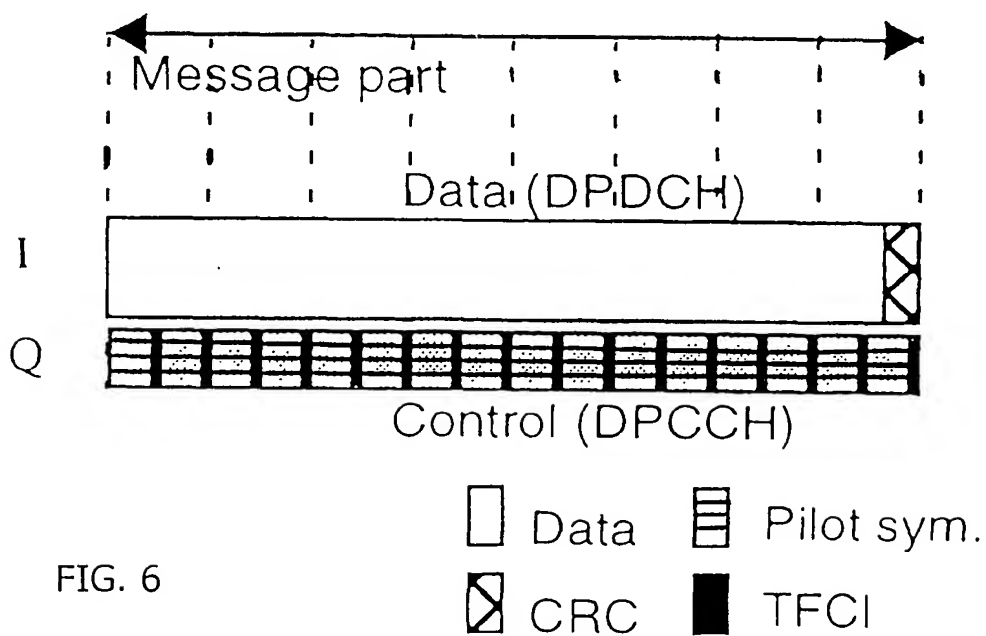 Message part
Data (DPDCH)
I
Q
Control (DPCCH)
Data
Pilot sym.
CRC
TFCI
FIG. 6